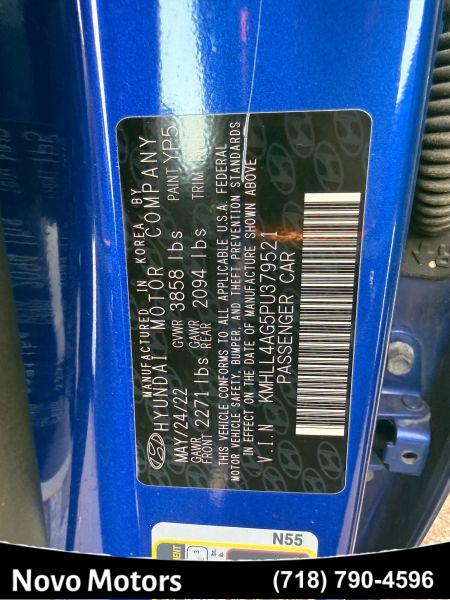 MANUFACTURED IN KOREA BY
HYUNDAI MOTOR COMPANY
MAY/24/22 GVWR 3858 lbs PAINT YP5
GAWR FRONT 2271 lbs GAWR REAR 2094 lbs TRIM
THIS VEHICLE CONFORMS TO ALL APPLICABLE U.S.A. FEDERAL
MOTOR VEHICLE SAFETY, BUMPER, AND THEFT PREVENTION STANDARDS
IN EFFECT ON THE DATE OF MANUFACTURE SHOWN ABOVE
V.I.N KMHLL4AG5PU379521
PASSENGER CAR
N55
Novo Motors (718) 790-4596